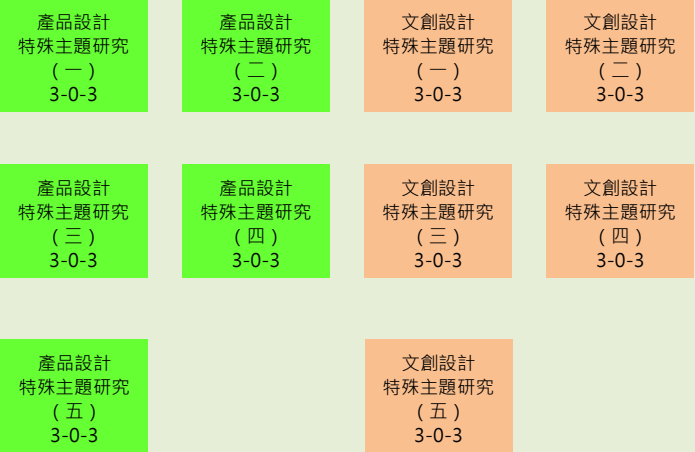 產品設計
特殊主題研究
(一)
3-0-3
產品設計
特殊主題研究
(二)
3-0-3
文創設計
特殊主題研究
(一)
3-0-3
文創設計
特殊主題研究
(二)
3-0-3
產品設計
特殊主題研究
(三)
3-0-3
產品設計
特殊主題研究
(四)
3-0-3
文創設計
特殊主題研究
(三)
3-0-3
文創設計
特殊主題研究
(四)
3-0-3
產品設計
特殊主題研究
(五)
3-0-3
文創設計
特殊主題研究
(五)
3-0-3